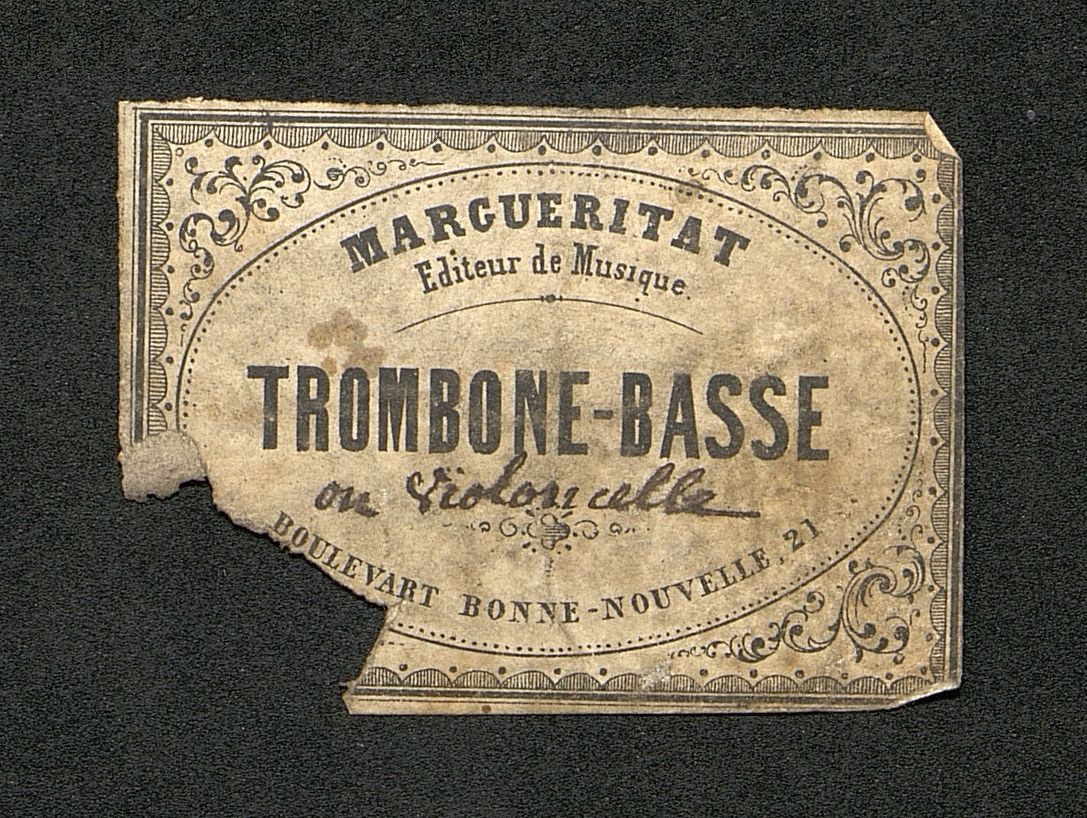 MARGUERITAT
Editeur de Musique.
TROMBONE-BASSE
ou Violoncelle
BOULEVART BONNE-NOUVELLE, 21